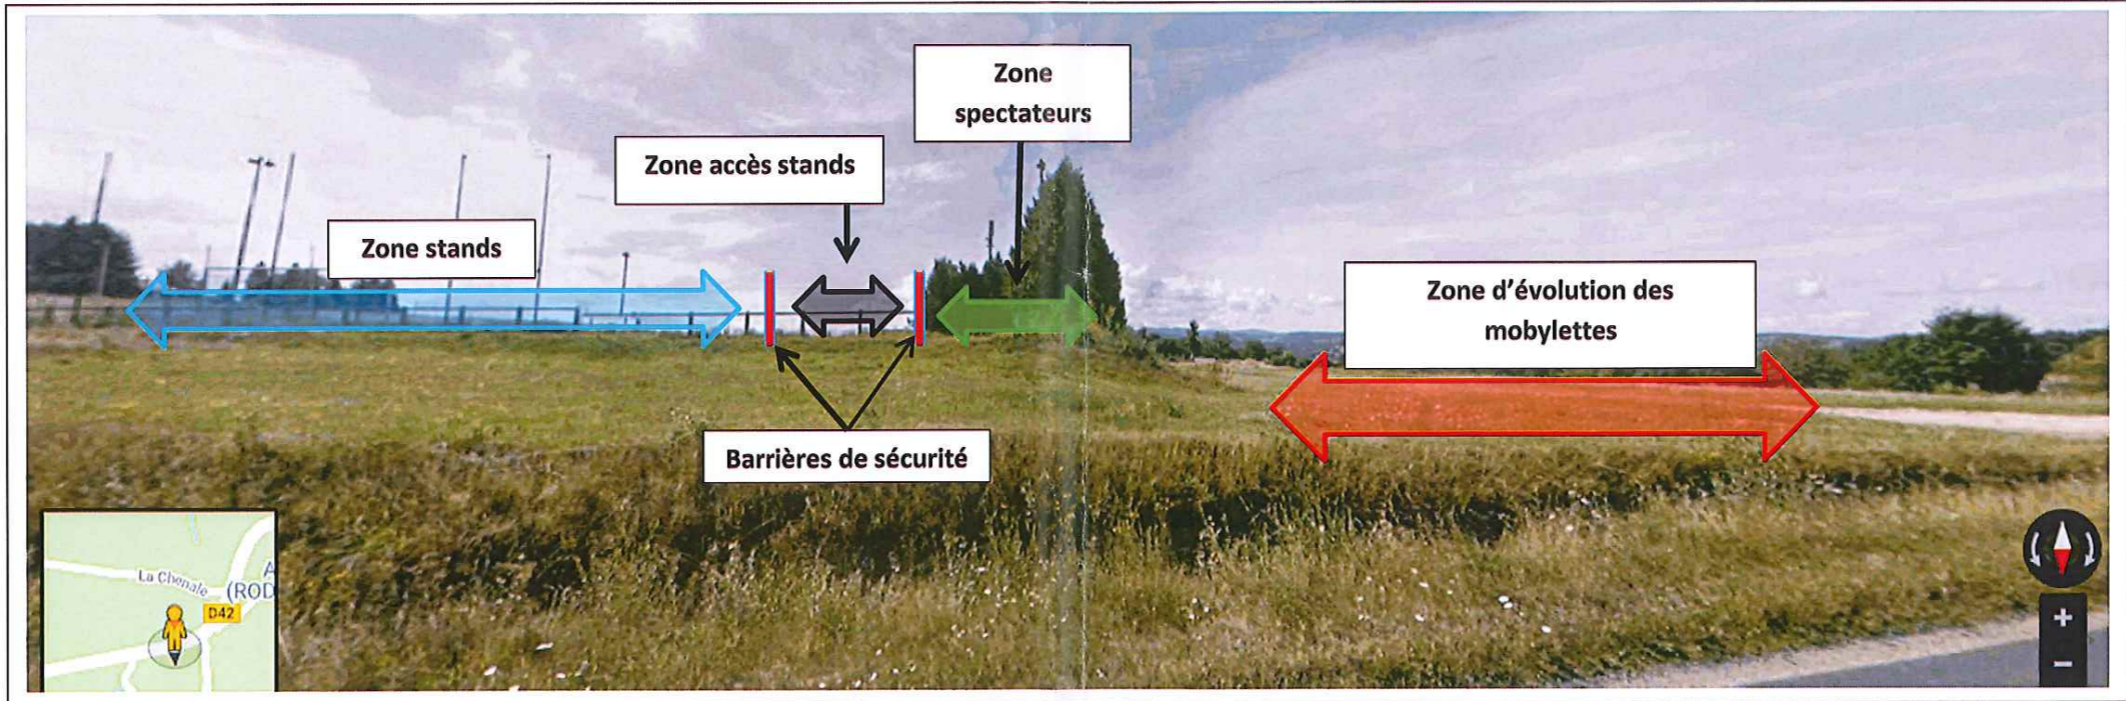 Zone
spectateurs
Zone accès stands
Zone stands
Zone d'évolution des
mobylettes
Barrières de sécurité
La Chenale
A
(ROD
D42
+
−